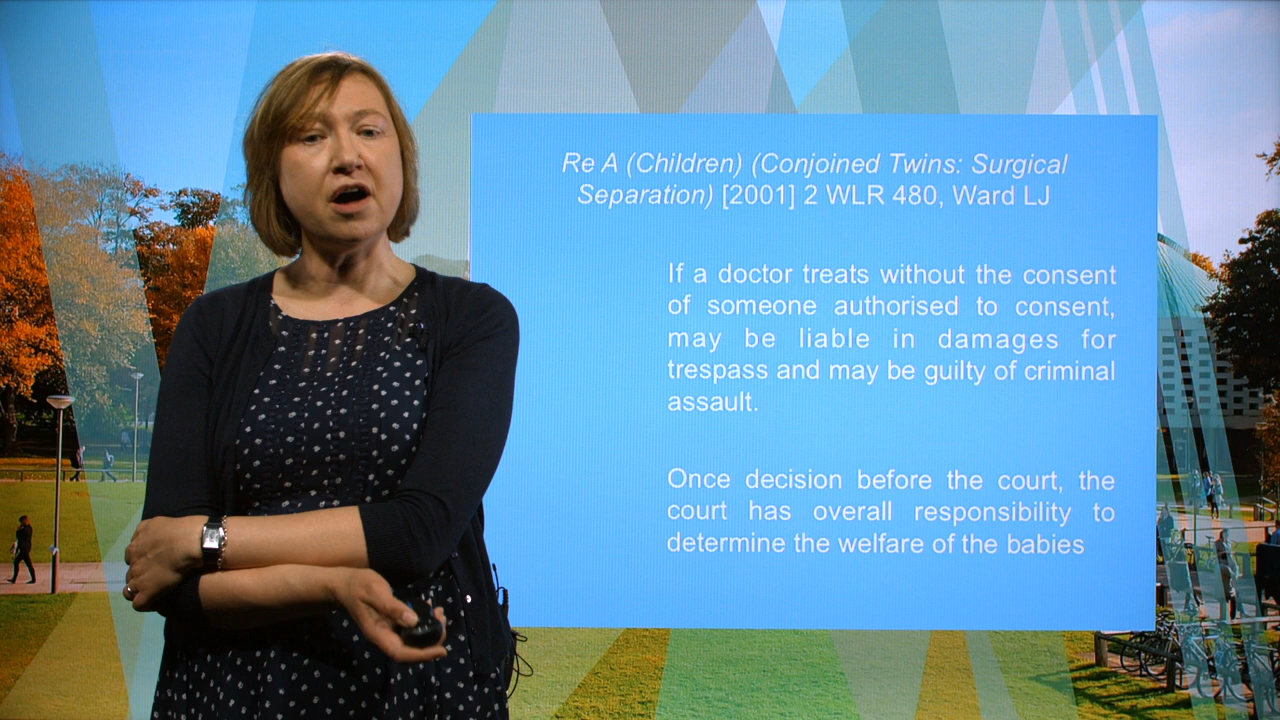 Re A (Children) (Conjoined Twins: Surgical
Separation) [2001] 2 WLR 480, Ward LJ
If a doctor treats without the consent
of someone authorised to consent,
may be liable in damages for
trespass and may be guilty of criminal
assault.
Once decision before the court, the
court has overall responsibility to
determine the welfare of the babies